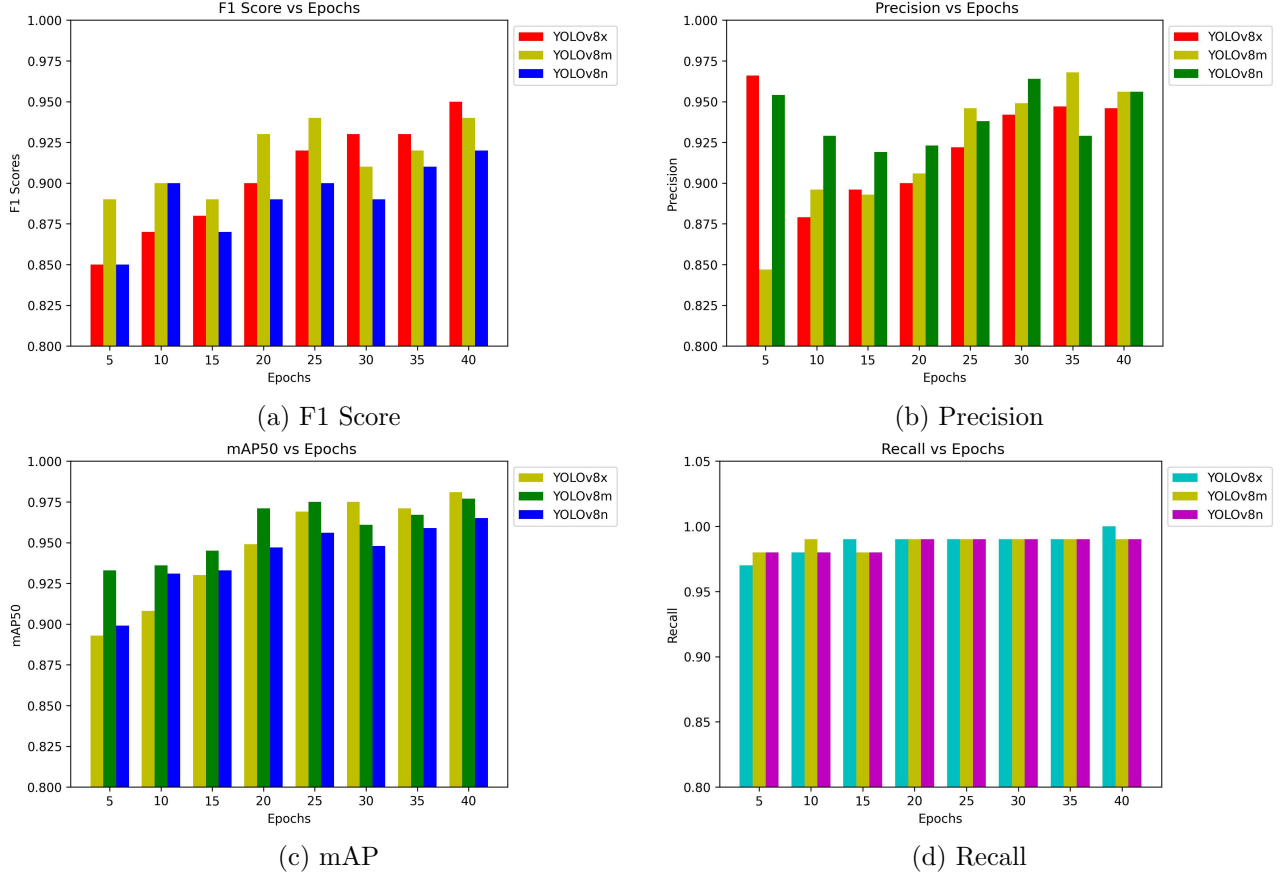 F1 Score vs Epochs
1.000
0.975
0.950
0.925
0.900
0.875
0.850
0.825
0.800
F1 Scores
5 10 15 20 25 30 35 40
Epochs
YOLOv8x
YOLOv8m
YOLOv8n
(a) F1 Score
Precision vs Epochs
1.000
0.975
0.950
0.925
0.900
0.875
0.850
0.825
0.800
Precision
5 10 15 20 25 30 35 40
Epochs
YOLOv8x
YOLOv8m
YOLOv8n
(b) Precision
mAP50 vs Epochs
1.000
0.975
0.950
0.925
0.900
0.875
0.850
0.825
0.800
mAP50
5 10 15 20 25 30 35 40
Epochs
YOLOv8x
YOLOv8m
YOLOv8n
(c) mAP
Recall vs Epochs
1.05
1.00
0.95
0.90
0.85
0.80
Recall
5 10 15 20 25 30 35 40
Epochs
YOLOv8x
YOLOv8m
YOLOv8n
(d) Recall